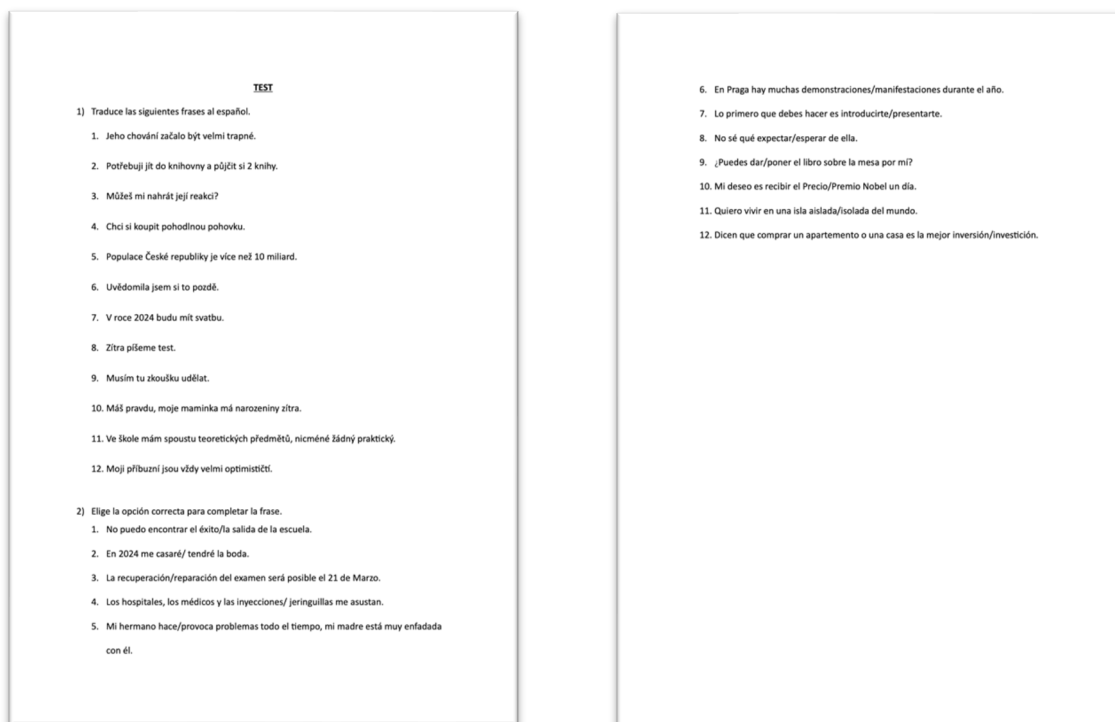 TEST
1) Traduce las siguientes frases al español.
1. Jeho chování začalo být velmi trapné.
2. Potřebuji jít do knihovny a půjčit si 2 knihy.
3. Můžeš mi nahrát její reakci?
4. Chci si koupit pohodlnou pohovku.
5. Populace České republiky je více než 10 miliard.
6. Uvědomila jsem si to pozdě.
7. V roce 2024 budu mít svatbu.
8. Zítra píšeme test.
9. Musím tu zkoušku udělat.
10. Máš pravdu, moje maminka má narozeniny zítra.
11. Ve škole mám spoustu teoretických předmětů, nicméně žádný praktický.
12. Moji příbuzní jsou vždy velmi optimističtí.
2) Elige la opción correcta para completar la frase.
1. No puedo encontrar el éxito/la salida de la escuela.
2. En 2024 me casaré/ tendré la boda.
3. La recuperación/reparación del examen será posible el 21 de Marzo.
4. Los hospitales, los médicos y las inyecciones/ jeringuillas me asustan.
5. Mi hermano hace/provoca problemas todo el tiempo, mi madre está muy enfadada
con él.
6. En Praga hay muchas demonstraciones/manifestaciones durante el año.
7. Lo primero que debes hacer es introducirte/presentarte.
8. No sé qué expectar/esperar de ella.
9. ¿Puedes dar/poner el libro sobre la mesa por mí?
10. Mi deseo es recibir el Precio/Premio Nobel un día.
11. Quiero vivir en una isla aislada/isolada del mundo.
12. Dicen que comprar un apartemento o una casa es la mejor inversión/investición.